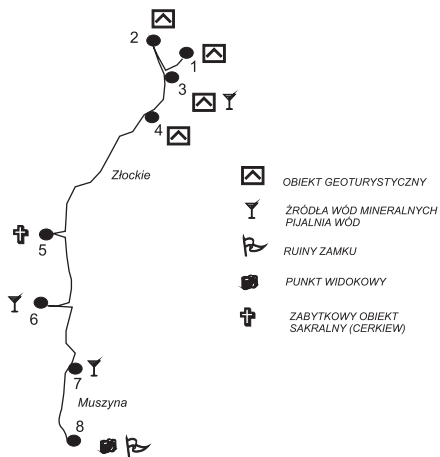 2
1
3
4
Złockie
5
6
7
Muszyna
8
OBIEKT GEOTURYSTYCZNY
ŹRÓDŁA WÓD MINERALNYCH
PIJALNIA WÓD
RUINY ZAMKU
PUNKT WIDOKOWY
ZABYTKOWY OBIEKT
SAKRALNY (CERKIEW)